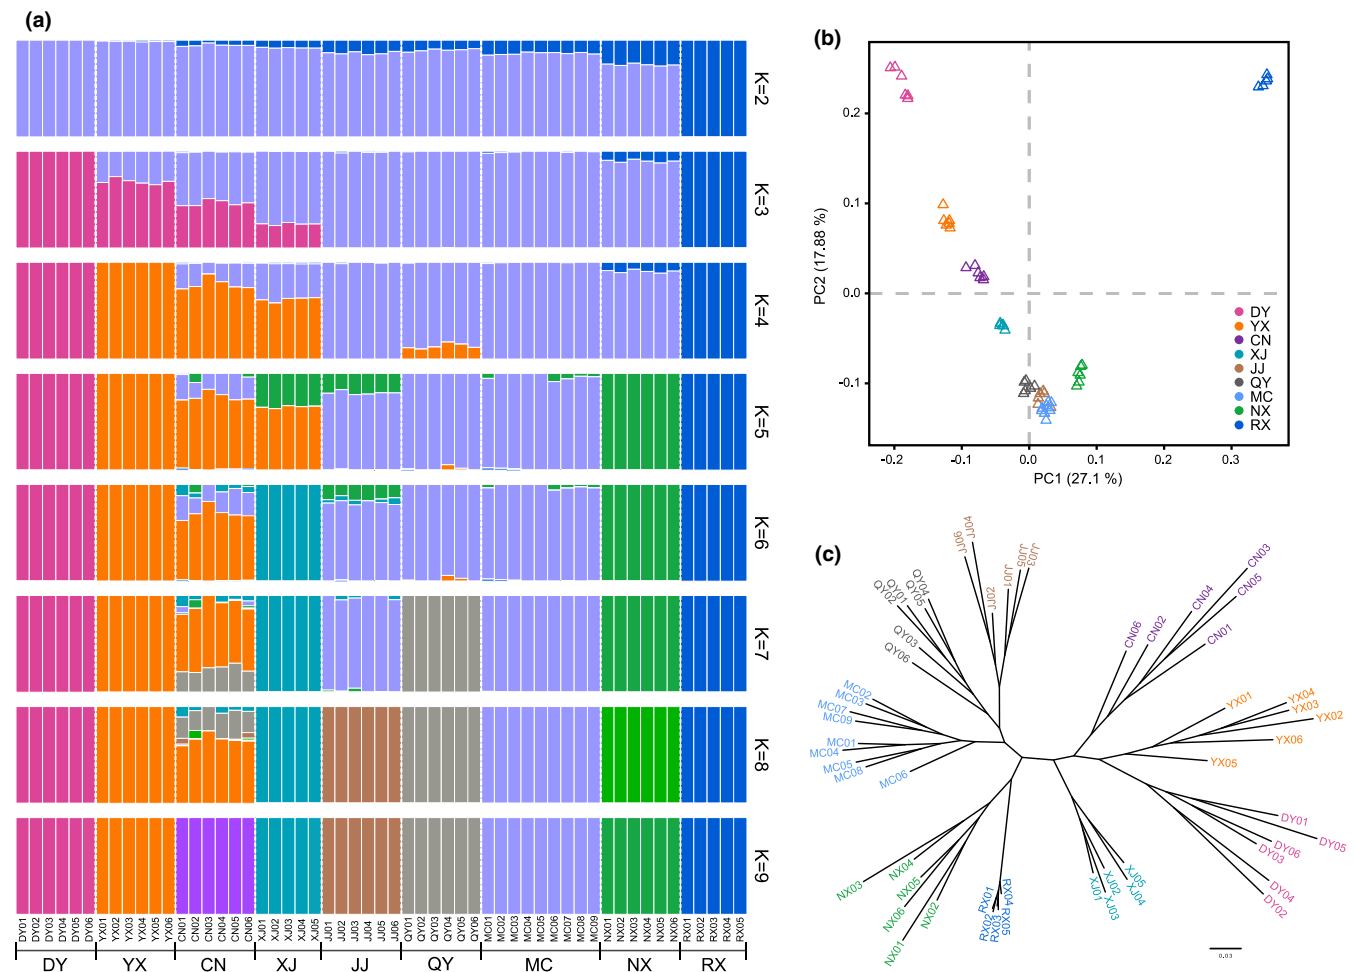 (a)
K=2
K=3
K=4
K=5
K=6
K=7
K=8
K=9
DY01 DY02 DY03 DY04 DY05 DY06 YX01 YX02 YX03 YX04 YX05 YX06 CN01 CN02 CN03 CN04 CN05 CN06 XJ01 XJ02 XJ03 XJ04 XJ05 JJ01 JJ02 JJ03 JJ04 JJ05 JJ06 QY01 QY02 QY03 QY04 QY05 QY06 MC01 MC02 MC03 MC04 MC05 MC06 MC07 MC08 MC09 NX01 NX02 NX03 NX04 NX05 NX06 RX01 RX02 RX03 RX04 RX05
DY YX CN XJ JJ QY MC NX RX
(b)
PC2 (17.88 %)
0.2
0.1
0.0
-0.1
-0.2 -0.1 0.0 0.1 0.2 0.3
PC1 (27.1 %)
DY
YX
CN
XJ
JJ
QY
MC
NX
RX
(c)
JJ06
JJ04
JJ02
JJ01
JJ05
JJ03
QY04
QY05
QY01
QY02
QY03
QY06
MC02
MC03
MC07
MC09
MC01
MC04
MC05
MC08
MC06
NX03
NX04
NX05
NX06
NX02
NX01
RX01
RX02
RX03
RX04
RX05
XJ05
XJ04
XJ02
XJ03
XJ01
CN03
CN05
CN04
CN02
CN06
CN01
YX01
YX04
YX03
YX02
YX06
YX05
DY01
DY05
DY06
DY03
DY04
DY02
0.03